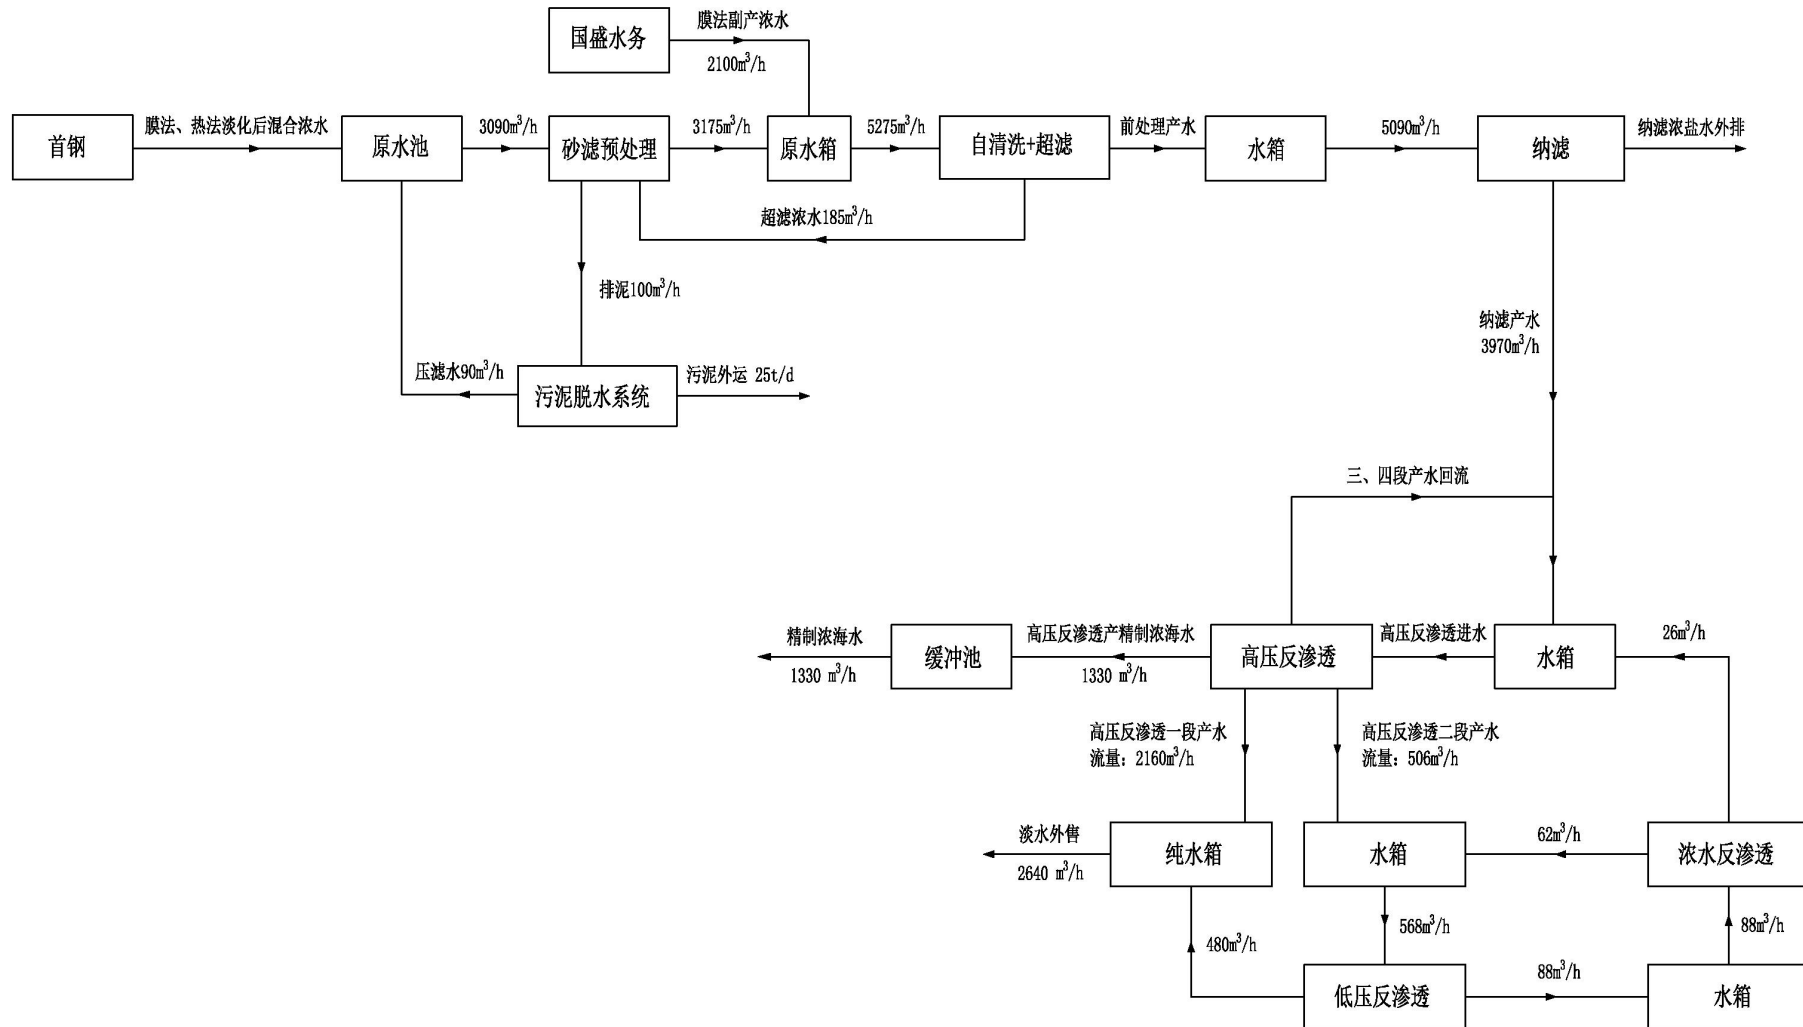 国盛水务
膜法副产浓水
2100m³/h
首钢
膜法、热法淡化后混合浓水
原水池
3090m³/h
砂滤预处理
3175m³/h
原水箱
5275m³/h
自清洗+超滤
前处理产水
水箱
5090m³/h
纳滤
纳滤浓盐水外排
超滤浓水185m³/h
排泥100m³/h
纳滤产水
3970m³/h
压滤水90m³/h
污泥脱水系统
污泥外运 25t/d
三、四段产水回流
精制浓海水
1330 m³/h
缓冲池
高压反渗透产精制浓海水
1330 m³/h
高压反渗透
高压反渗透进水
水箱
26m³/h
高压反渗透一段产水
流量：2160m³/h
高压反渗透二段产水
流量：506m³/h
淡水外售
2640 m³/h
纯水箱
水箱
62m³/h
浓水反渗透
480m³/h
568m³/h
88m³/h
低压反渗透
88m³/h
水箱